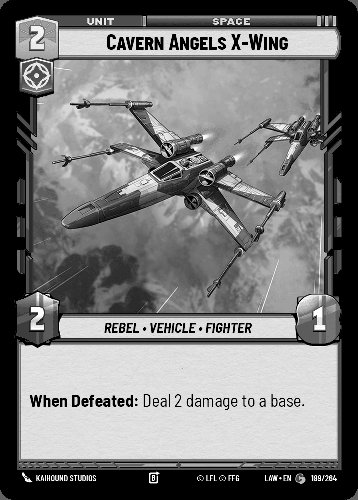 UNIT SPACE
2 CAVERN ANGELS X-WING
2 REBEL • VEHICLE • FIGHTER 1
When Defeated: Deal 2 damage to a base.
KAIHOUND STUDIOS © LFL © FFG LAW • EN 189/264